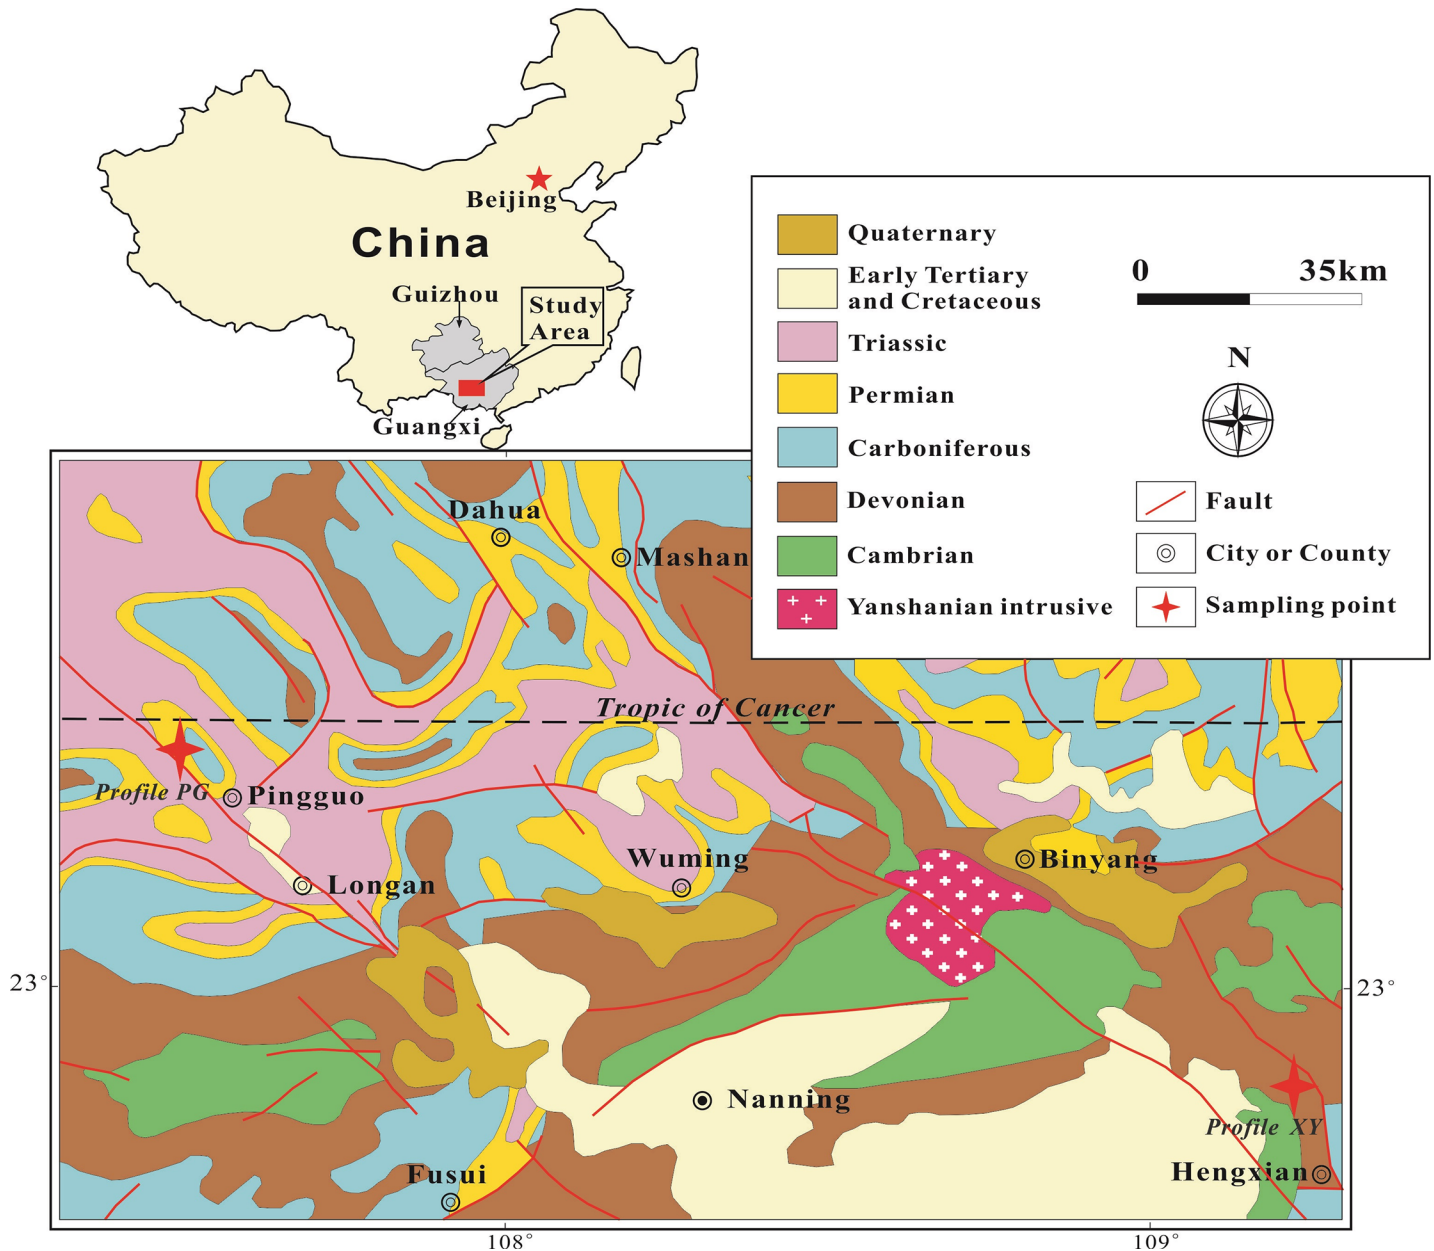 Beijing
China
Guizhou
Study
Area
Guangxi
Quaternary
Early Tertiary
and Cretaceous
Triassic
Permian
Carboniferous
Devonian
Cambrian
Yanshanian intrusive
0 35km
N
Fault
City or County
Sampling point
Dahua
Mashan
Tropic of Cancer
Profile PG
Pingguo
Wuming
Binyang
Longan
23°
23°
Nanning
Profile XY
Fusui
Hengxian
108°
109°